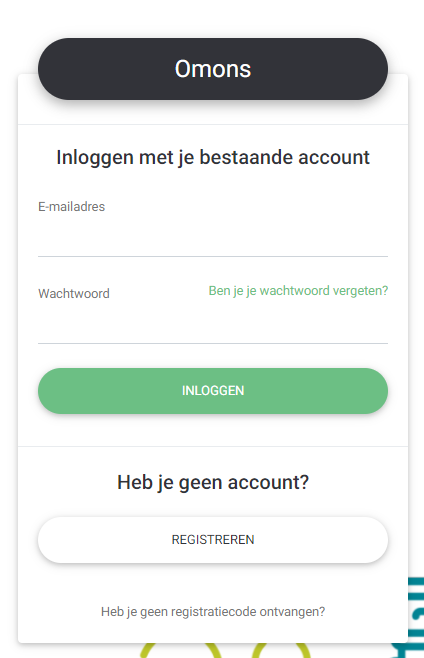 Omons
Inloggen met je bestaande account
E-mailadres
Wachtwoord
Ben je je wachtwoord vergeten?
INLOGGEN
Heb je geen account?
REGISTREREN
Heb je geen registratiecode ontvangen?